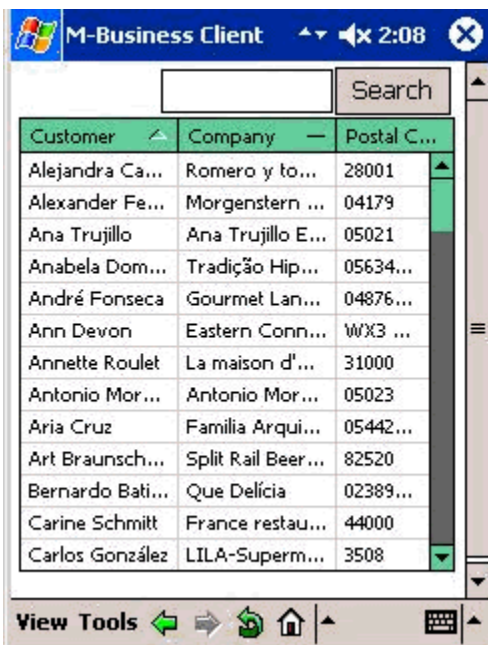 M-Business Client 2:08
Search
Customer Company Postal C...
Alejandra Ca... Romero y to... 28001
Alexander Fe... Morgenstern ... 04179
Ana Trujillo Ana Trujillo E... 05021
Anabela Dom... Tradição Hip... 05634...
André Fonseca Gourmet Lan... 04876...
Ann Devon Eastern Conn... WX3 ...
Annette Roulet La maison d'... 31000
Antonio Mor... Antonio Mor... 05023
Aria Cruz Familia Arqui... 05442...
Art Braunsch... Split Rail Beer... 82520
Bernardo Bati... Que Delícia 02389...
Carine Schmitt France restau... 44000
Carlos González LILA-Superm... 3508
View Tools